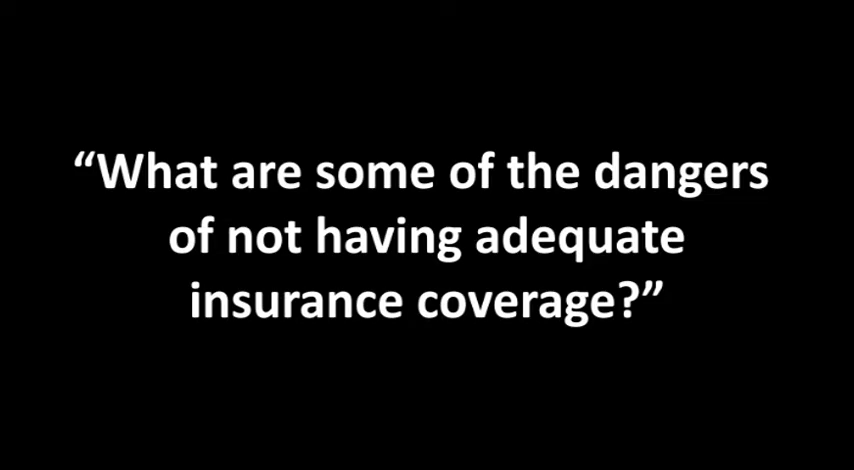 “What are some of the dangers
of not having adequate
insurance coverage?”